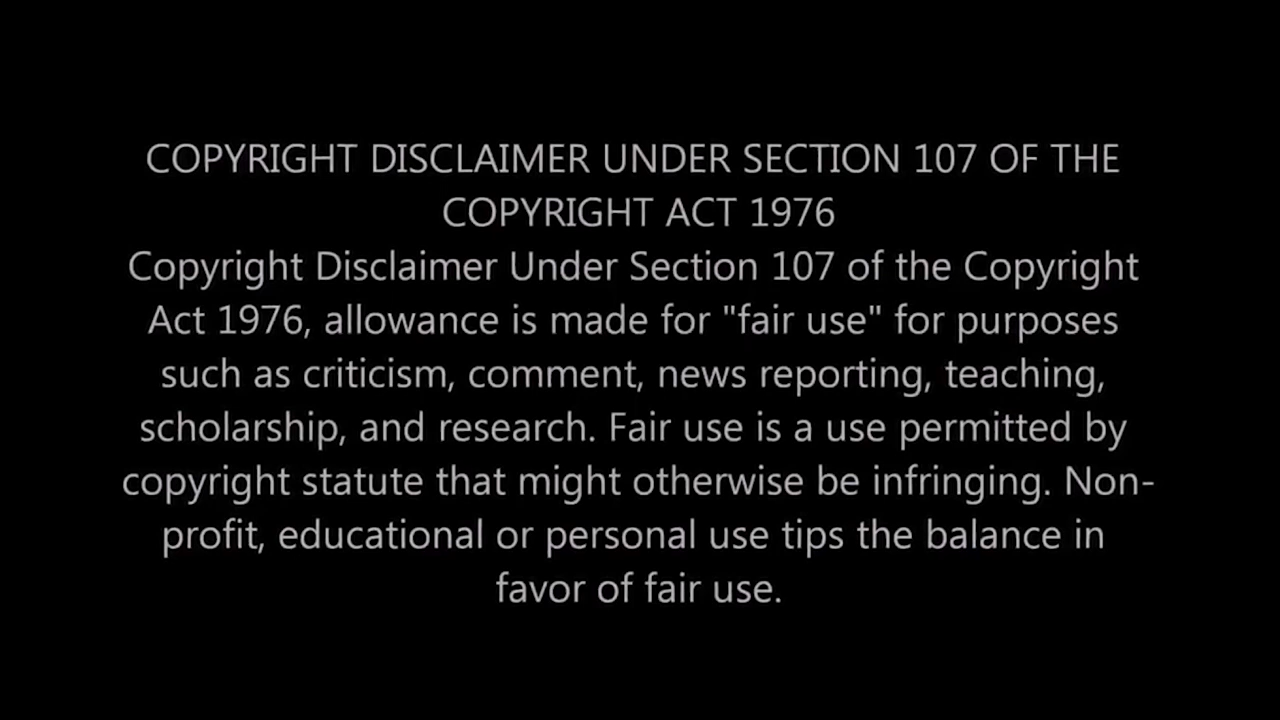 COPYRIGHT DISCLAIMER UNDER SECTION 107 OF THE
COPYRIGHT ACT 1976
Copyright Disclaimer Under Section 107 of the Copyright
Act 1976, allowance is made for "fair use" for purposes
such as criticism, comment, news reporting, teaching,
scholarship, and research. Fair use is a use permitted by
copyright statute that might otherwise be infringing. Non-
profit, educational or personal use tips the balance in
favor of fair use.